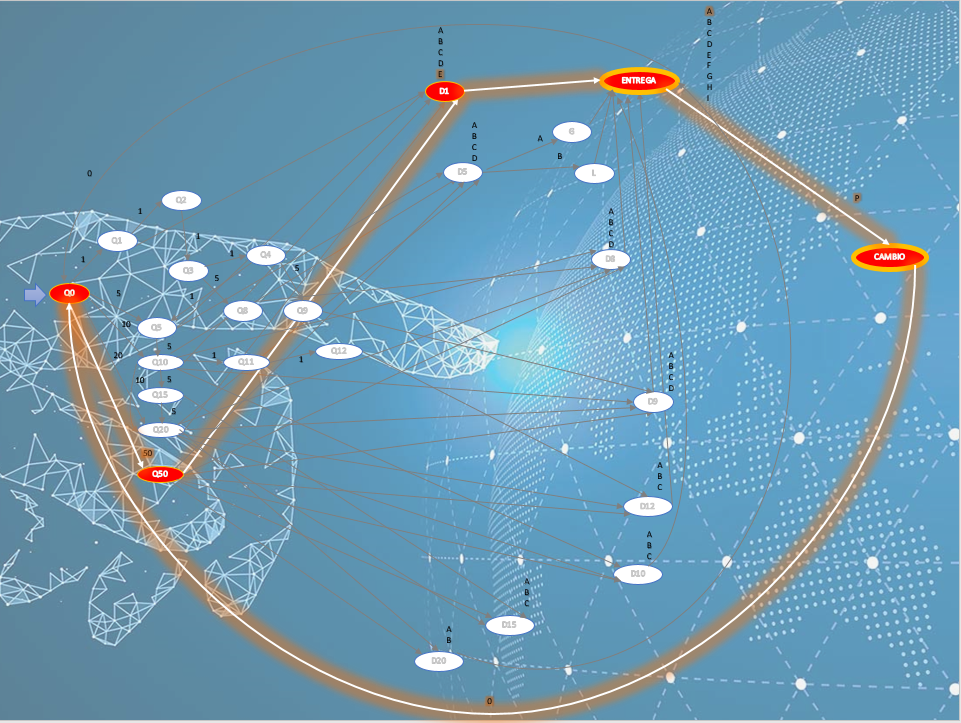 A
B
C
D
E
D1
ENTREGA
A
B
C
D
E
F
G
H
I
A
B
C
D
D5
A
G
B
L
0
Q2
1
Q1
1
1
Q3
1
Q4
5
5
P
CAMBIO
A
B
C
D
D8
Q0
5
1
Q8
Q9
10
Q5
5
20
Q10
1
Q11
1
Q12
10
5
Q15
5
Q20
50
Q50
A
B
C
D
D9
A
B
C
D12
A
B
C
D10
A
B
C
D15
A
B
D20
0